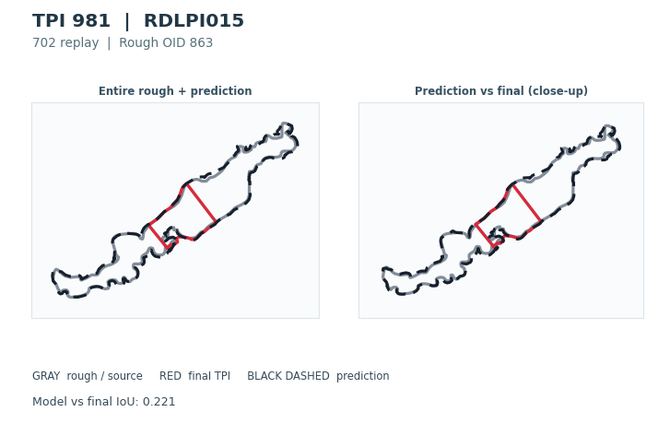 TPI 981 | RDLPI015
702 replay | Rough OID 863
Entire rough + prediction
Prediction vs final (close-up)
GRAY rough / source RED final TPI BLACK DASHED prediction
Model vs final IoU: 0.221